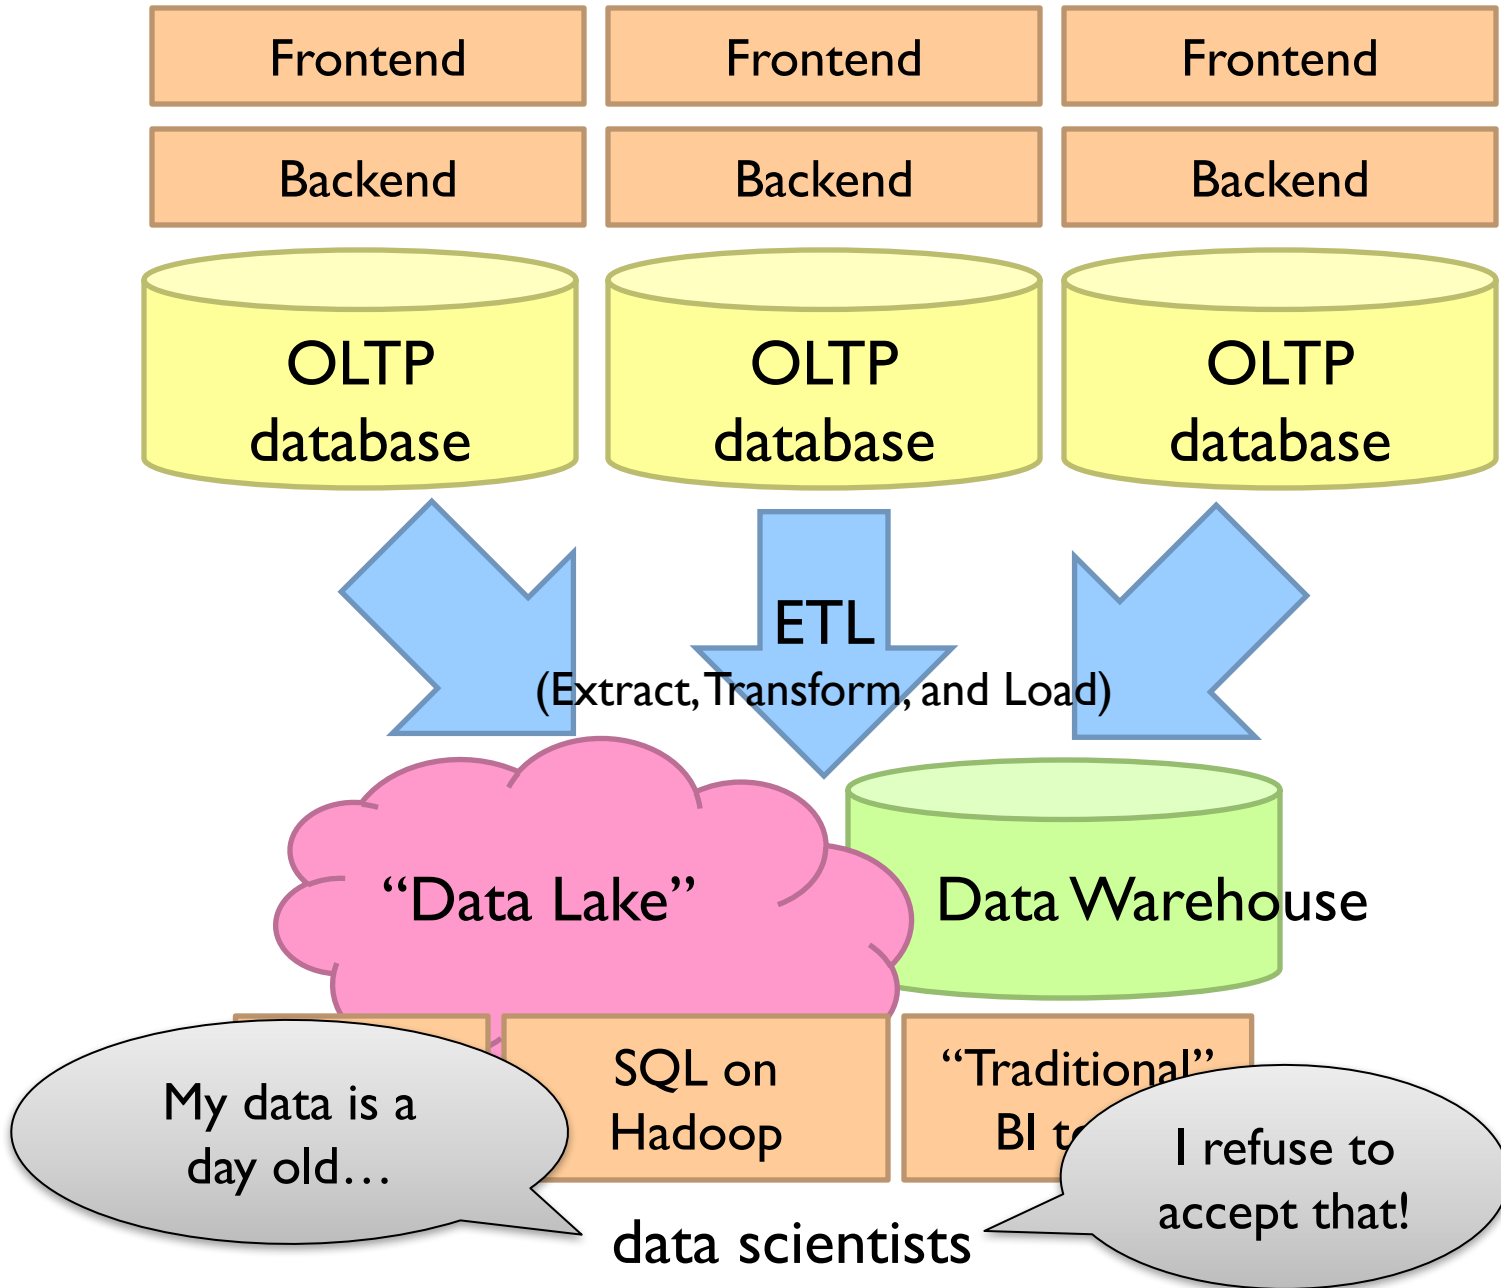 Frontend
Frontend
Frontend
Backend
Backend
Backend
OLTP
database
OLTP
database
OLTP
database
ETL
(Extract, Transform, and Load)
“Data Lake”
Data Warehouse
SQL on
Hadoop
“Traditional”
BI
My data is a
day old…
I refuse to
accept that!
data scientists